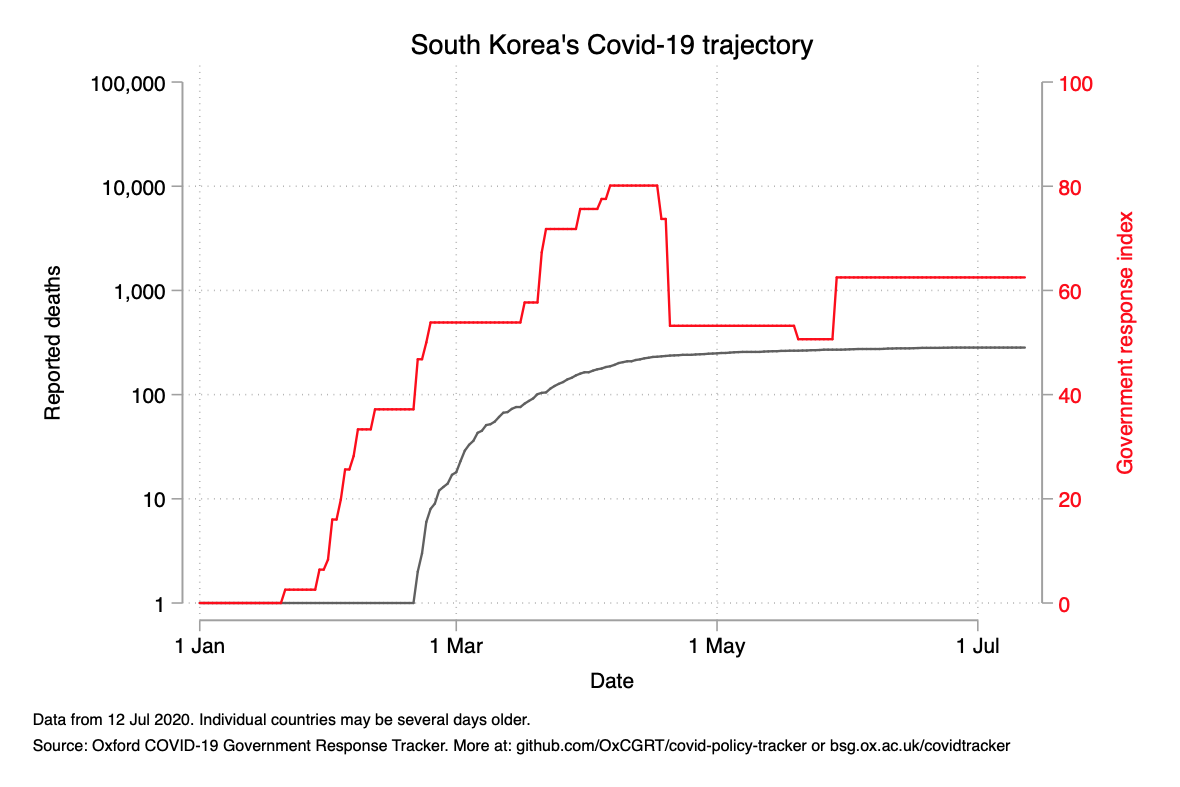 South Korea's Covid-19 trajectory
100,000
10,000
1,000
100
10
1
Reported deaths
100
80
60
40
20
0
Government response index
1 Jan
1 Mar
1 May
1 Jul
Date
Data from 12 Jul 2020. Individual countries may be several days older.
Source: Oxford COVID-19 Government Response Tracker. More at: github.com/OxCGRT/covid-policy-tracker or bsg.ox.ac.uk/covidtracker